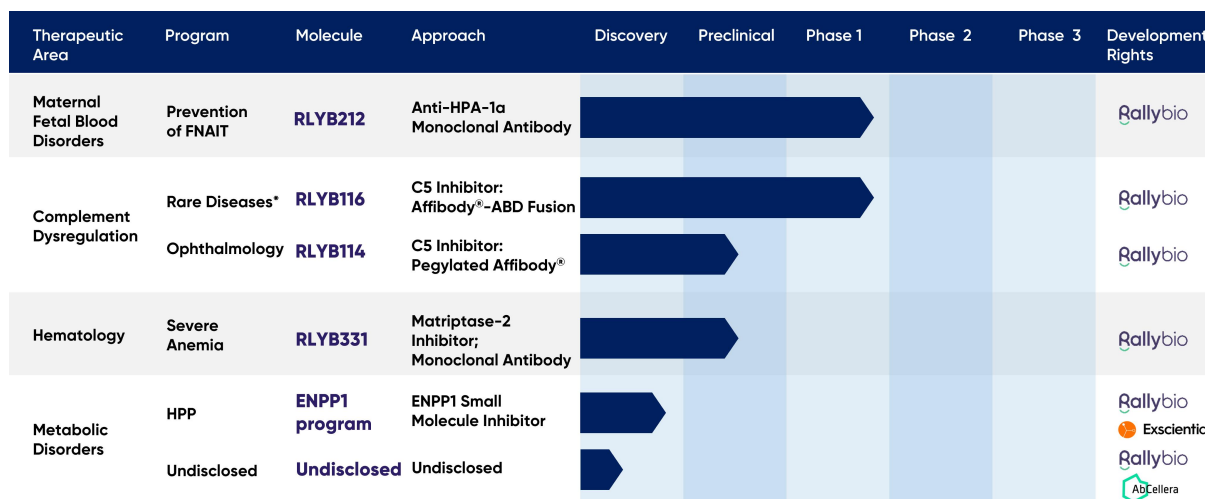 Therapeutic Area
Program
Molecule
Approach
Discovery
Preclinical
Phase 1
Phase 2
Phase 3
Development Rights
Maternal
Fetal Blood
Disorders
Prevention
of FNAIT
RLYB212
Anti-HPA-1a
Monoclonal Antibody
Rallybio
Complement
Dysregulation
Rare Diseases*
RLYB116
C5 Inhibitor:
Affibody®-ABD Fusion
Rallybio
Ophthalmology
RLYB114
C5 Inhibitor:
Pegylated Affibody®
Rallybio
Hematology
Severe
Anemia
RLYB331
Matriptase-2
Inhibitor;
Monoclonal Antibody
Rallybio
Metabolic
Disorders
HPP
ENPP1
program
ENPP1 Small
Molecule Inhibitor
Rallybio
Exscientic
Undisclosed
Undisclosed
Undisclosed
Rallybio
AbCellera